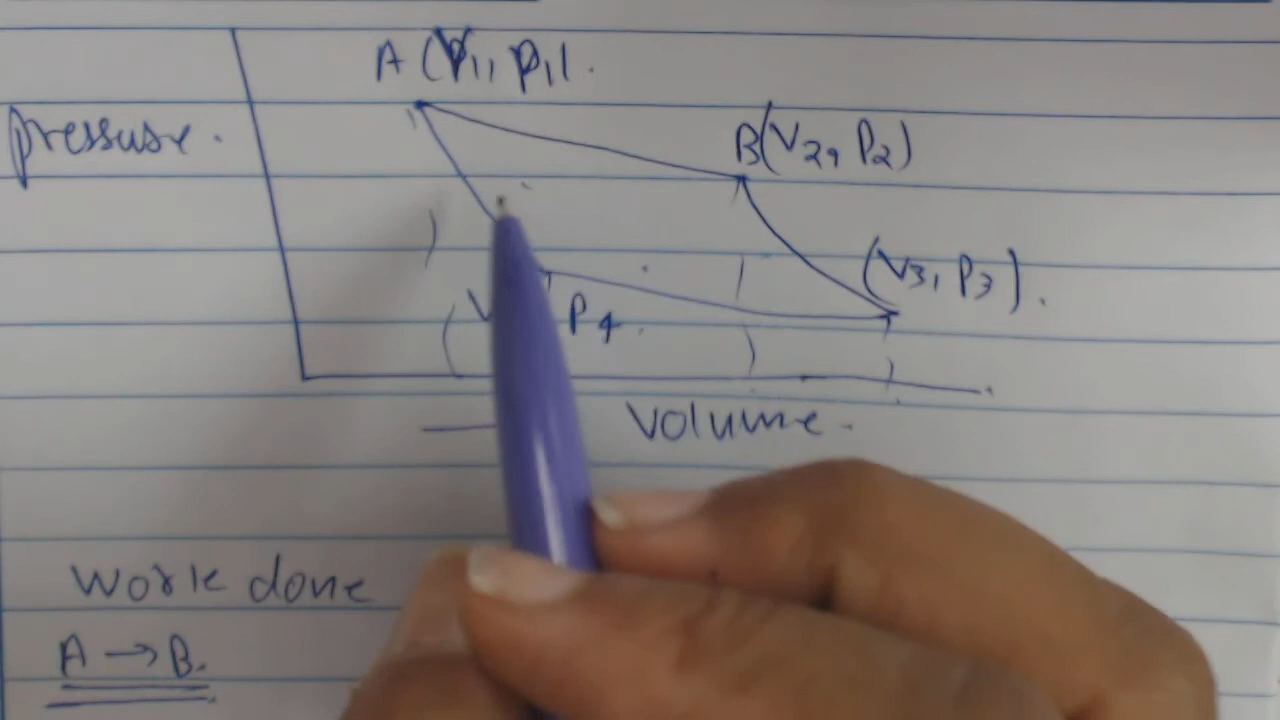 A (V1, P1).
pressure.
B(V2, P2)
(V3, P3).
P4.
Volume.
Work done
A → B.